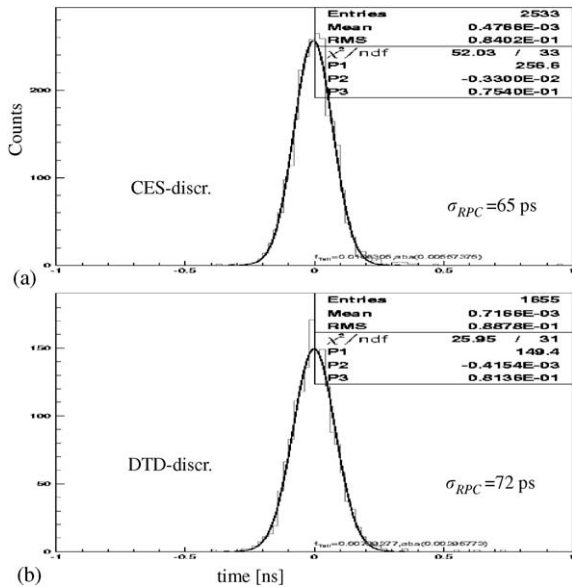 Entries 2533
Mean 0.4766E-03
RMS 0.8402E-01
χ²/ndf 52.03 / 33
P1 256.6
P2 -0.3300E-02
P3 0.7540E-01
Counts
200
100
0
CES-discr.
σRPC=65 ps
(a)
-1 -0.5 0 0.5 1
Entries 1655
Mean 0.7166E-03
RMS 0.8878E-01
χ²/ndf 25.95 / 31
P1 149.4
P2 -0.4154E-03
P3 0.8136E-01
150
100
50
0
DTD-discr.
σRPC=72 ps
-1 -0.5 0 0.5 1
(b) time [ns]